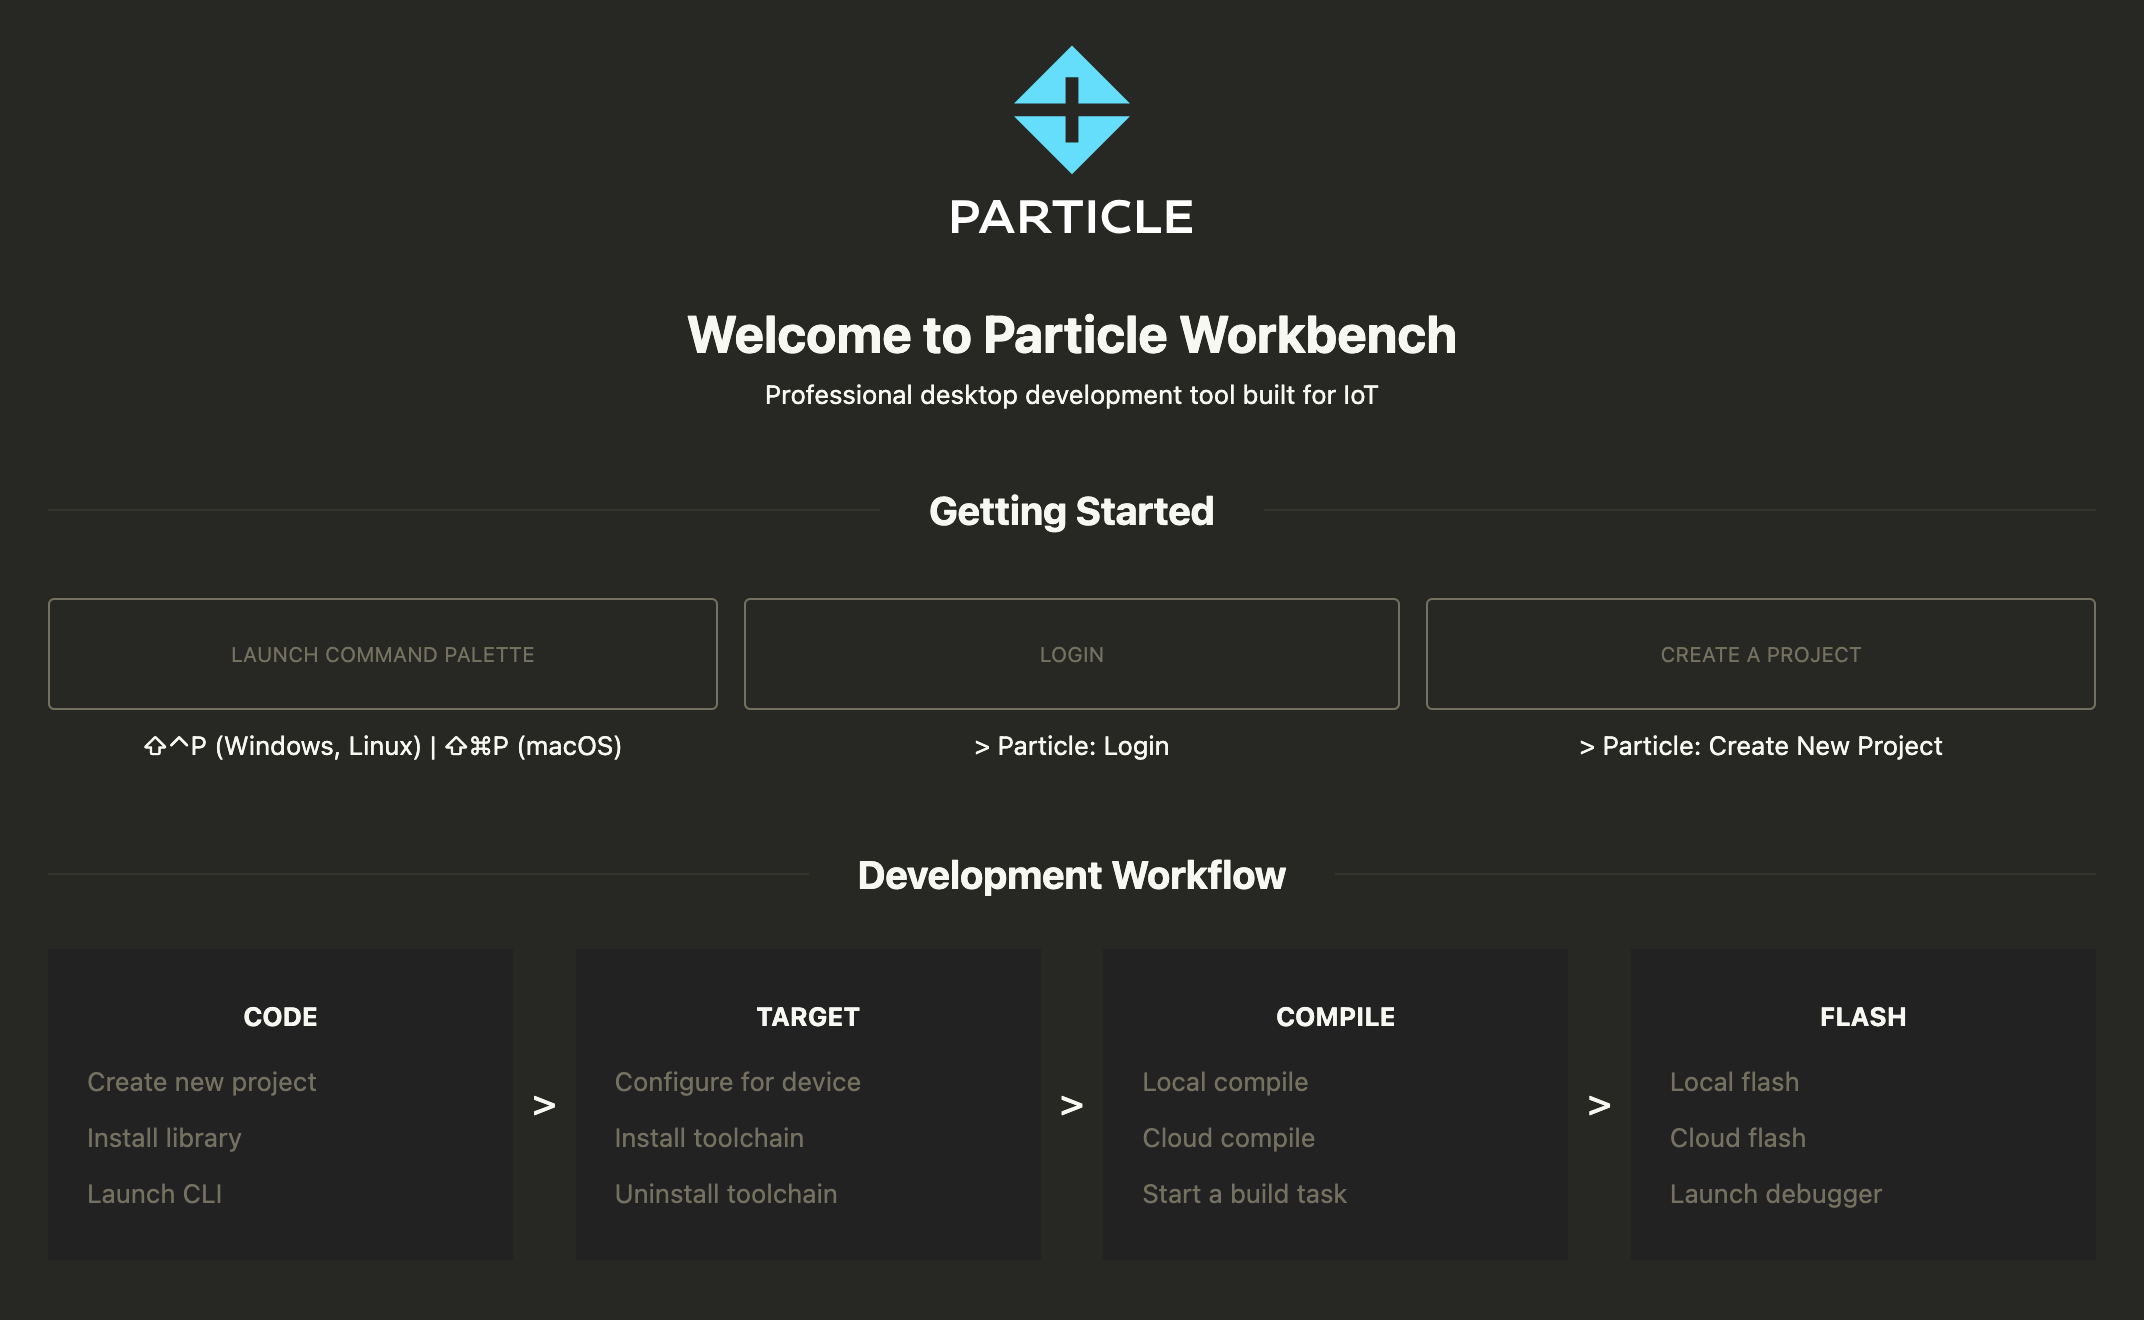 PARTICLE
Welcome to Particle Workbench
Professional desktop development tool built for IoT
Getting Started
LAUNCH COMMAND PALETTE
⇧^P (Windows, Linux) | ⇧⌘P (macOS)
LOGIN
> Particle: Login
CREATE A PROJECT
> Particle: Create New Project
Development Workflow
CODE
Create new project
Install library
Launch CLI
>
TARGET
Configure for device
Install toolchain
Uninstall toolchain
>
COMPILE
Local compile
Cloud compile
Start a build task
>
FLASH
Local flash
Cloud flash
Launch debugger